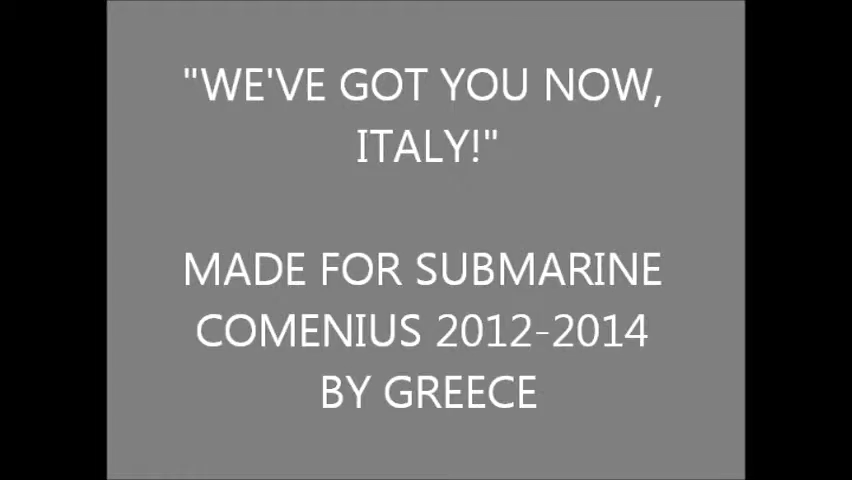 "WE'VE GOT YOU NOW,
ITALY!"
MADE FOR SUBMARINE
COMENIUS 2012-2014
BY GREECE